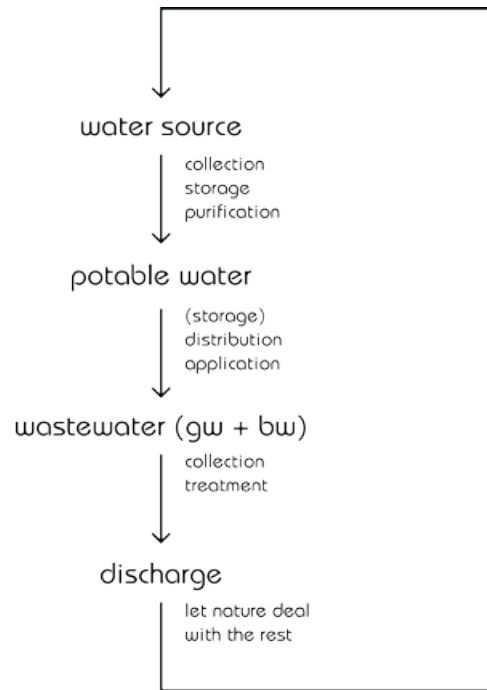 water source
collection
storage
purification
potable water
(storage)
distribution
application
wastewater (gw + bw)
collection
treatment
discharge
let nature deal
with the rest